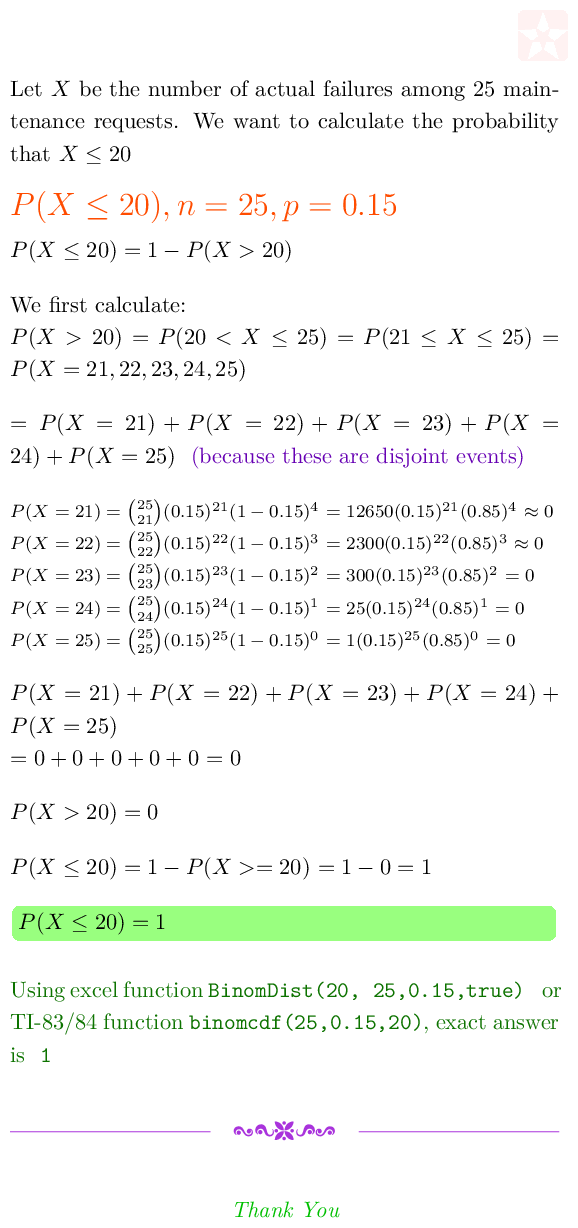 Let X be the number of actual failures among 25 main-
tenance requests. We want to calculate the probability
that X ≤ 20
P(X ≤ 20), n = 25, p = 0.15
P(X ≤ 20) = 1 − P(X > 20)
We first calculate:
P(X > 20) = P(20 < X ≤ 25) = P(21 ≤ X ≤ 25) =
P(X = 21, 22, 23, 24, 25)
= P(X = 21) + P(X = 22) + P(X = 23) + P(X =
24) + P(X = 25) (because these are disjoint events)
P(X = 21) = (25 21)(0.15)²¹(1 − 0.15)⁴ = 12650(0.15)²¹(0.85)⁴ ≈ 0
P(X = 22) = (25 22)(0.15)²²(1 − 0.15)³ = 2300(0.15)²²(0.85)³ ≈ 0
P(X = 23) = (25 23)(0.15)²³(1 − 0.15)² = 300(0.15)²³(0.85)² = 0
P(X = 24) = (25 24)(0.15)²⁴(1 − 0.15)¹ = 25(0.15)²⁴(0.85)¹ = 0
P(X = 25) = (25 25)(0.15)²⁵(1 − 0.15)⁰ = 1(0.15)²⁵(0.85)⁰ = 0
P(X = 21) + P(X = 22) + P(X = 23) + P(X = 24) +
P(X = 25)
= 0 + 0 + 0 + 0 + 0 = 0
P(X > 20) = 0
P(X ≤ 20) = 1 − P(X >= 20) = 1 − 0 = 1
P(X ≤ 20) = 1
Using excel function BinomDist(20, 25,0.15,true) or
TI-83/84 function binomcdf(25,0.15,20), exact answer
is 1
Thank You